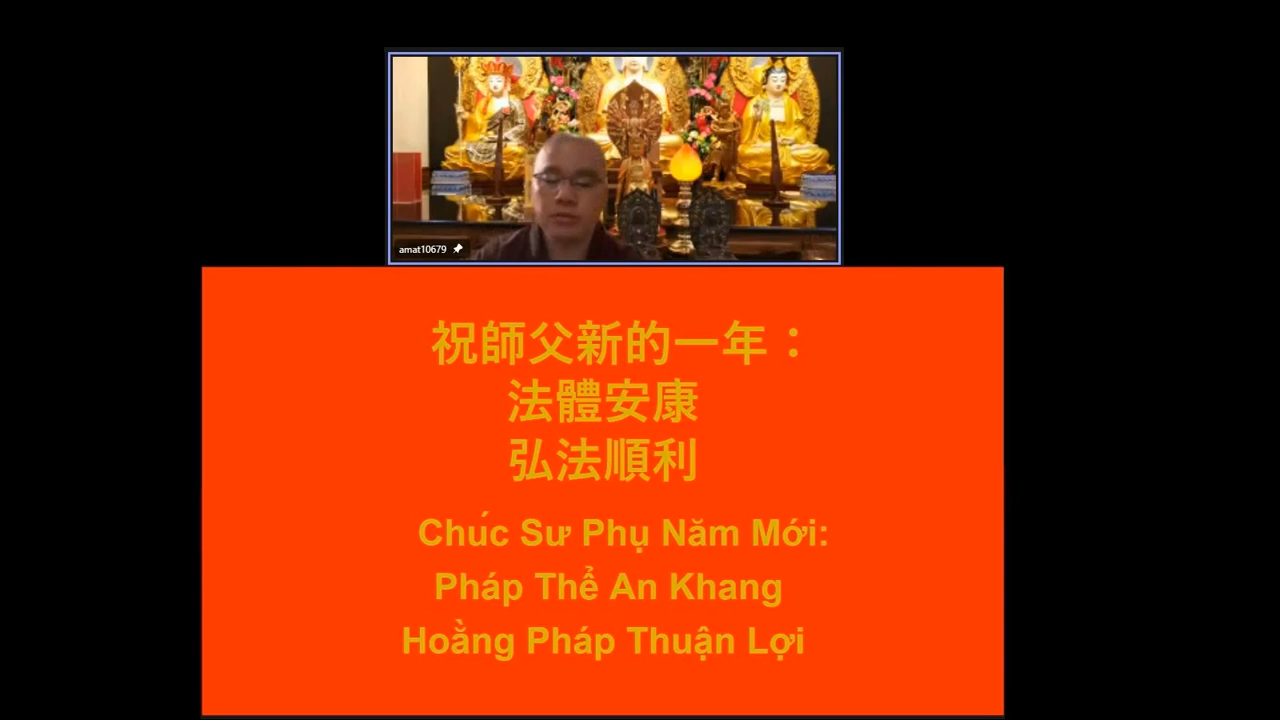 amat10679
祝師父新的一年：
法體安康
弘法順利
Chúc Sư Phụ Năm Mới:
Pháp Thể An Khang
Hoằng Pháp Thuận Lợi